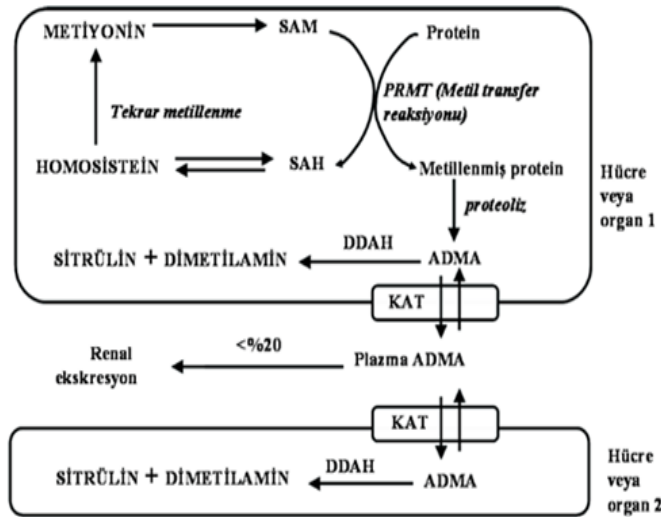 METİYONİN
SAM
Protein
PRMT (Metil transfer
reaksiyonu)
Tekrar metillenme
HOMOSİSTEİN
SAH
Metillenmiş protein
Hücre
veya
organ 1
proteoliz
SİTRÜLİN + DİMETİLAMİN
DDAH
ADMA
KAT
Renal
ekskresyon
<%20
Plazma ADMA
KAT
SİTRÜLİN + DİMETİLAMİN
DDAH
ADMA
Hücre
veya
organ 2